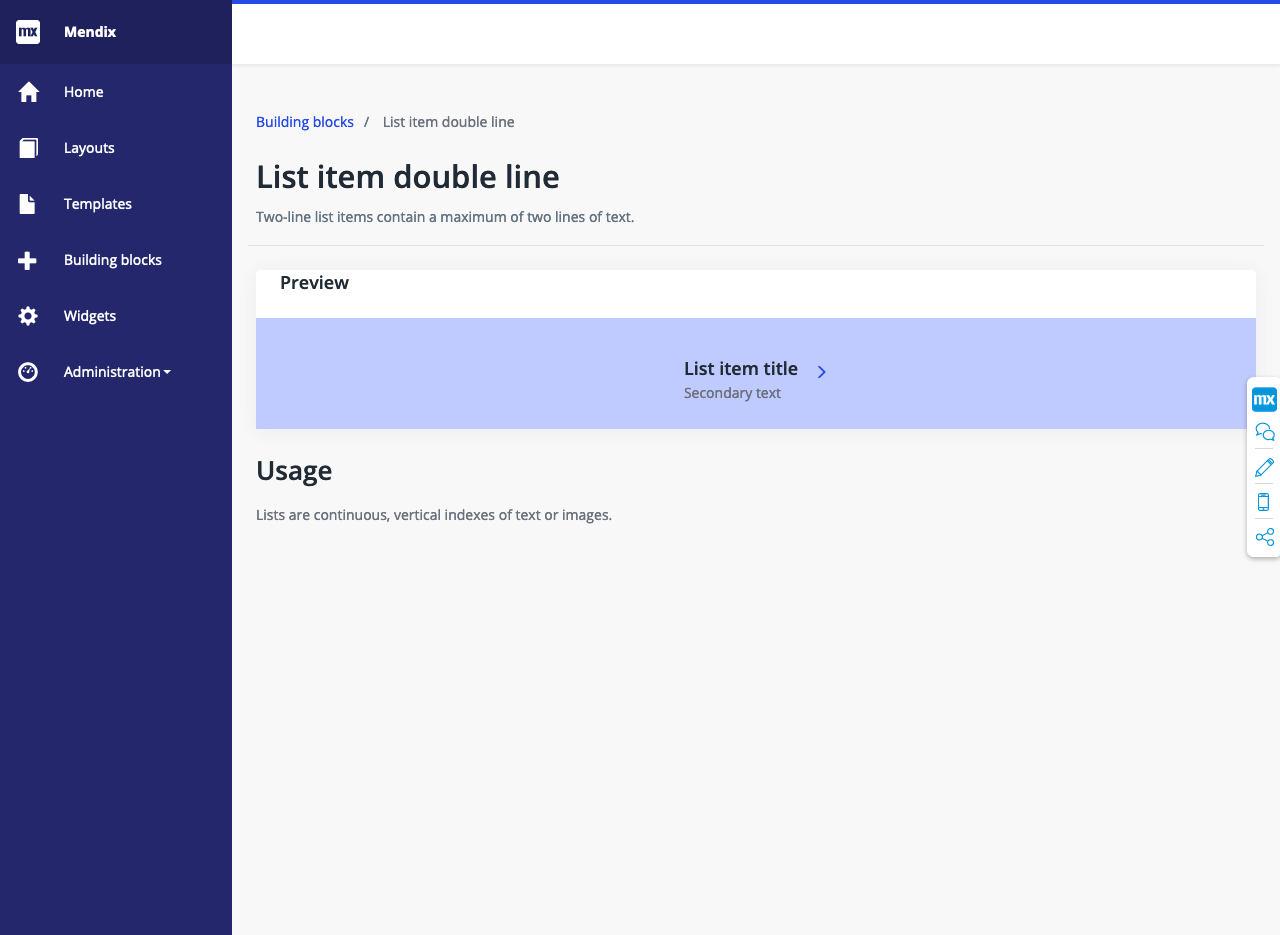 mx Mendix
Home
Layouts
Templates
Building blocks
Widgets
Administration
Building blocks / List item double line
List item double line
Two-line list items contain a maximum of two lines of text.
Preview
List item title
Secondary text
mx
Usage
Lists are continuous, vertical indexes of text or images.